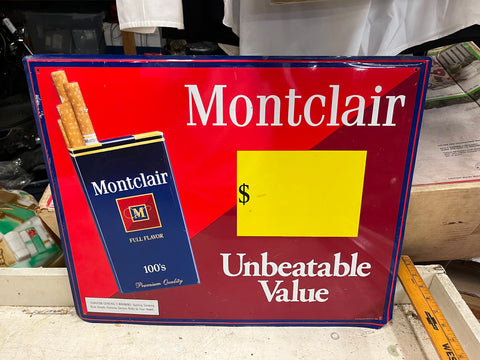 Montclair
Montclair
M
FULL FLAVOR
100's
Premium Quality
$
Unbeatable
Value